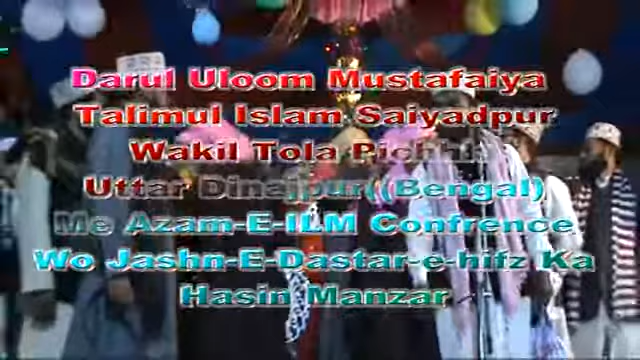 Darul Uloom Mustafaiya
Talimul Islam Saiyadpur
Wakil Tola
Uttar Dinajpur((Bengal)
Me Azam-E-ILM Confrence
Wo Jashn-E-Dastar-e-hifz Ka
Hasin Manzar